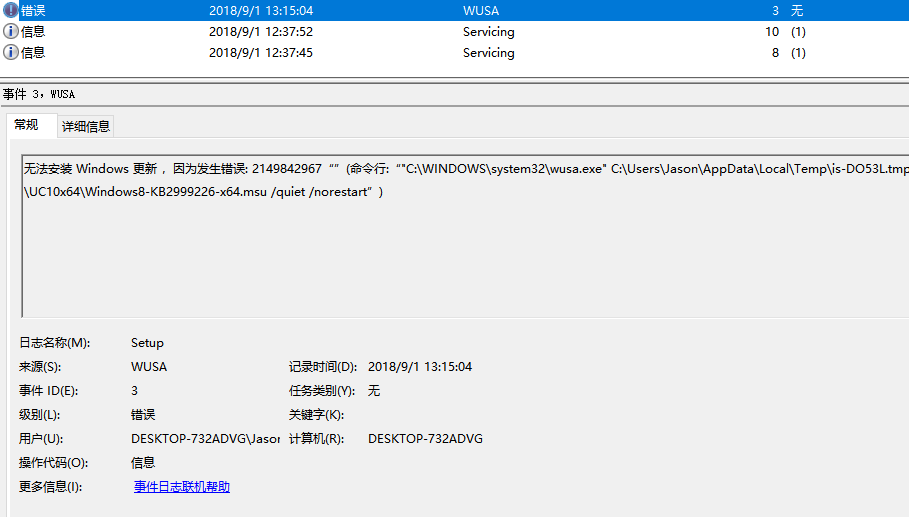 错误 2018/9/1 13:15:04 WUSA 3 无
信息 2018/9/1 12:37:52 Servicing 10 (1)
信息 2018/9/1 12:37:45 Servicing 8 (1)
事件 3，WUSA
常规 详细信息
无法安装 Windows 更新 ，因为发生错误: 2149842967 “” (命令行: “"C:\WINDOWS\system32\wusa.exe" C:\Users\Jason\AppData\Local\Temp\is-DO53L.tmp
\UC10x64\Windows8-KB2999226-x64.msu /quiet /norestart” )
日志名称(M): Setup
来源(S): WUSA 记录时间(D): 2018/9/1 13:15:04
事件 ID(E): 3 任务类别(Y): 无
级别(L): 错误 关键字(K):
用户(U): DESKTOP-732ADVG\Jason 计算机(R): DESKTOP-732ADVG
操作代码(O): 信息
更多信息(I): 事件日志联机帮助